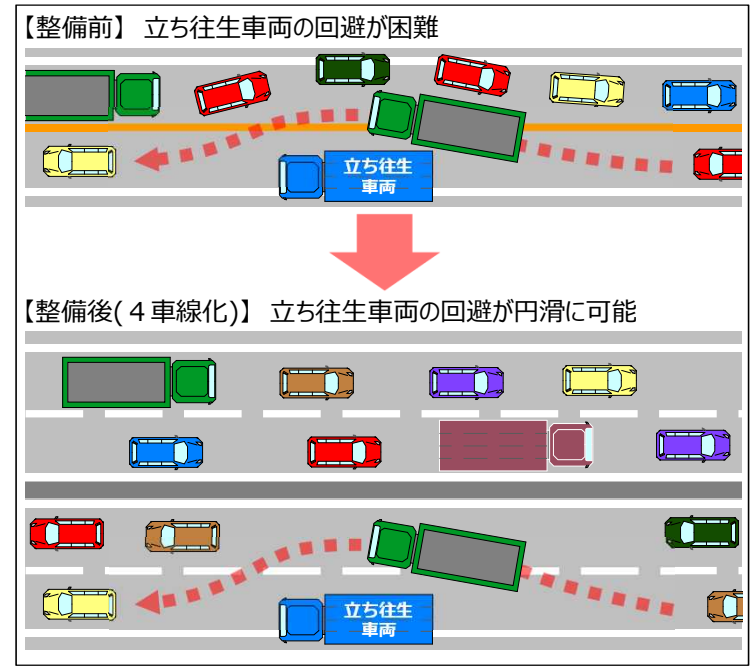 【整備前】 立ち往生車両の回避が困難
立ち往生
車両
【整備後(４車線化)】 立ち往生車両の回避が円滑に可能
立ち往生
車両